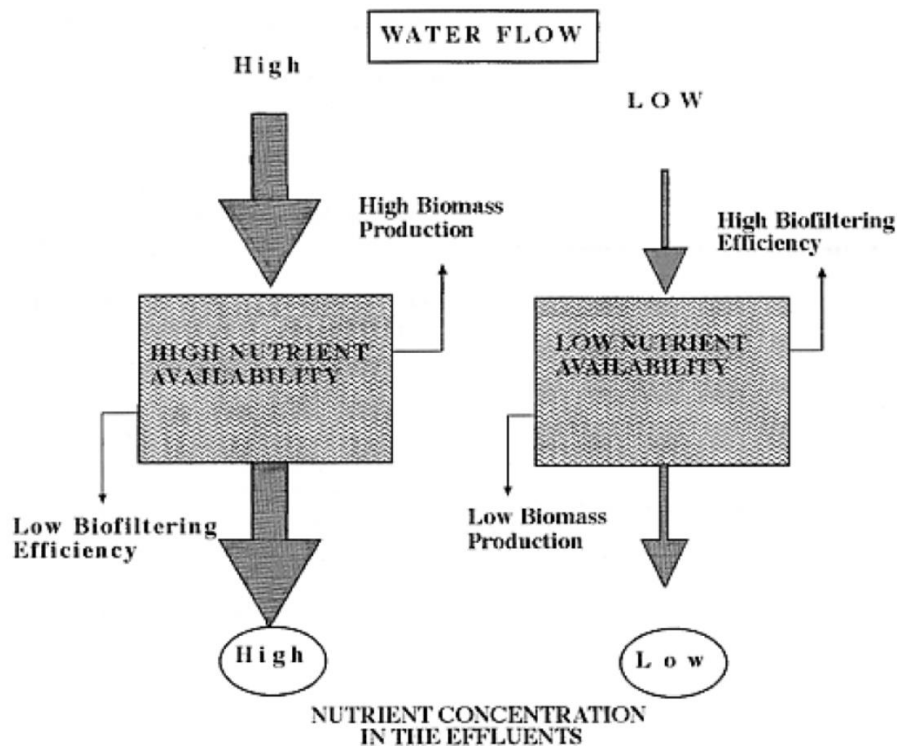 WATER FLOW
High
LOW
High Biomass
Production
High Biofiltering
Efficiency
HIGH NUTRIENT
AVAILABILITY
LOW NUTRIENT
AVAILABILITY
Low Biofiltering
Efficiency
Low Biomass
Production
High
Low
NUTRIENT CONCENTRATION
IN THE EFFLUENTS